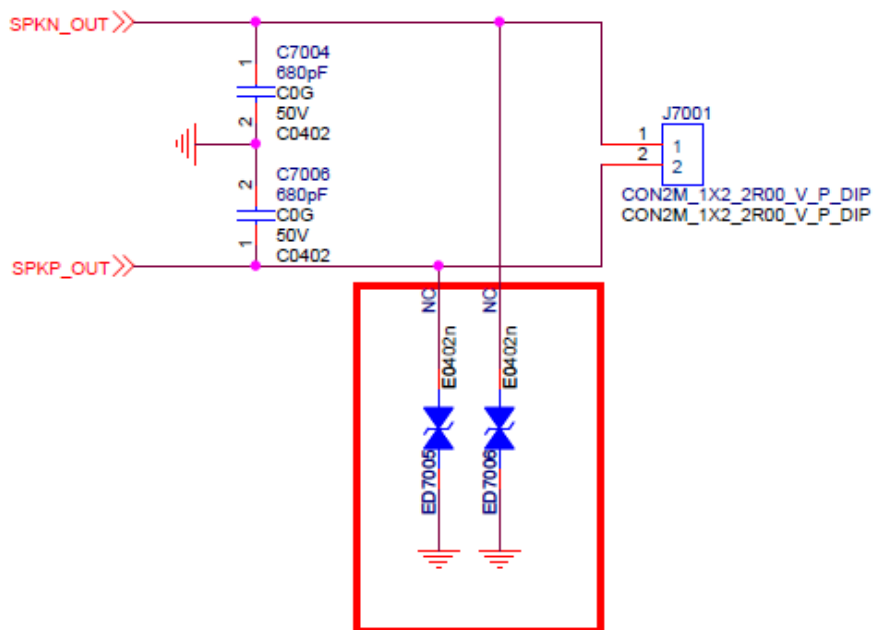 SPKN_OUT
1
C7004
680pF
C0G
50V
2
C0402
J7001
1
1
2
2
CON2M_1X2_2R00_V_P_DIP
CON2M_1X2_2R00_V_P_DIP
2
C7006
680pF
C0G
50V
1
C0402
SPKP_OUT
NC
NC
E0402n
E0402n
ED7005
ED7006